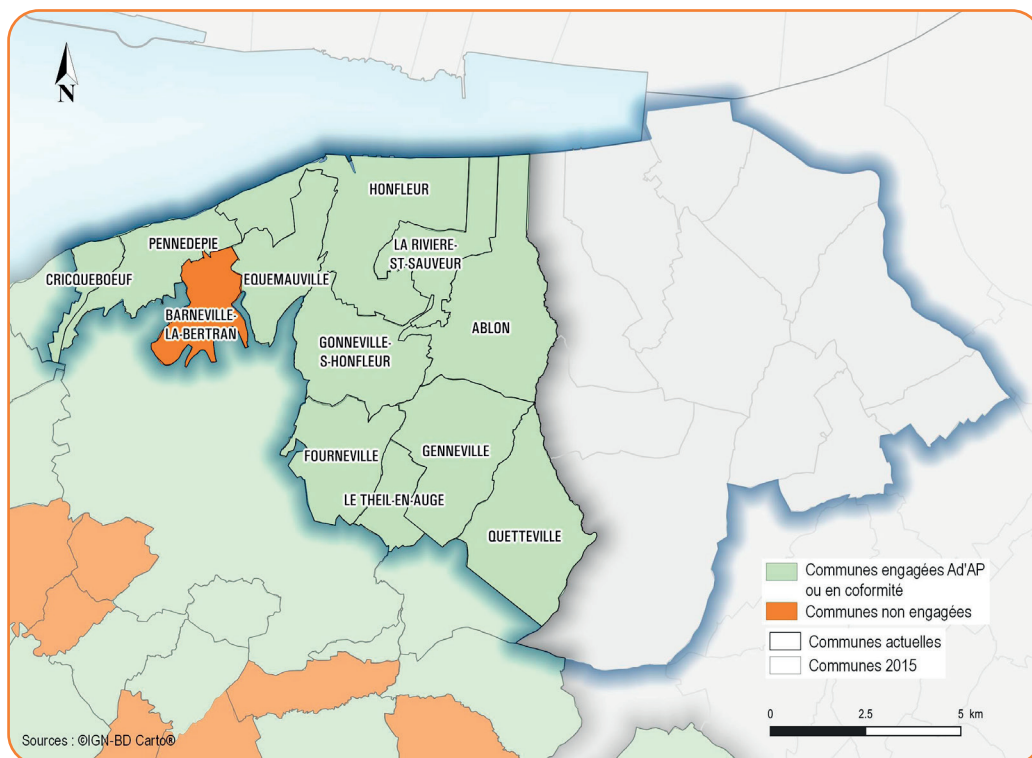 N
HONFLEUR
PENNEDEPIE
LA RIVIERE-
ST-SAUVEUR
CRICQUEBOEUF
EQUEMAUVILLE
BARNEVILLE-
LA-BERTRAN
ABLON
GONNEVILLE-
S-HONFLEUR
FOURNEVILLE
GENNEVILLE
LE THEIL-EN-AUGE
QUETTEVILLE
Communes engagées Ad'AP
ou en coformité
Communes non engagées
Communes actuelles
Communes 2015
0 2.5 5 km
Sources : ©IGN-BD Carto®